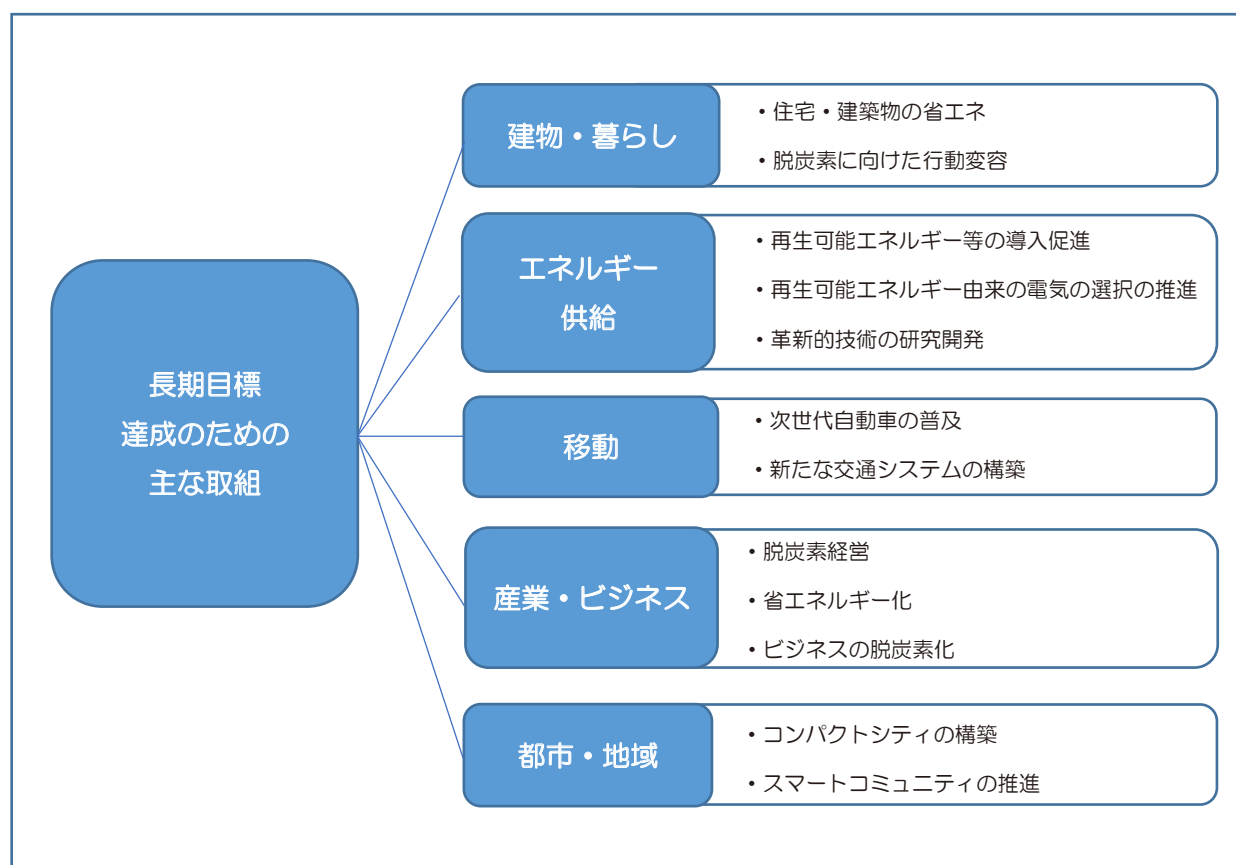 長期目標
達成のための
主な取組
建物・暮らし
・住宅・建築物の省エネ
・脱炭素に向けた行動変容
エネルギー
供給
・再生可能エネルギー等の導入促進
・再生可能エネルギー由来の電気の選択の推進
・革新的技術の研究開発
移動
・次世代自動車の普及
・新たな交通システムの構築
産業・ビジネス
・脱炭素経営
・省エネルギー化
・ビジネスの脱炭素化
都市・地域
・コンパクトシティの構築
・スマートコミュニティの推進